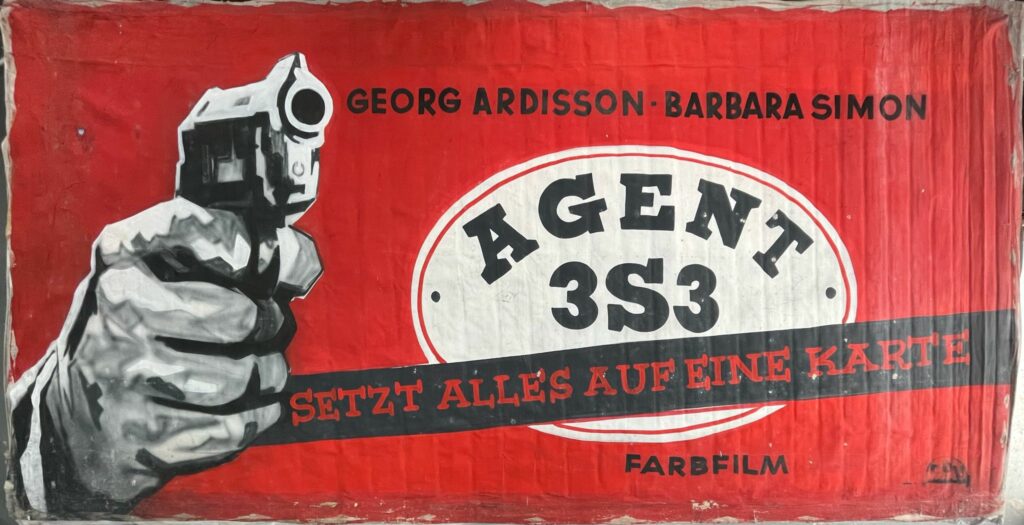 GEORG ARDISSON · BARBARA SIMON
AGENT
3S3
SETZT ALLES AUF EINE KARTE
FARBFILM